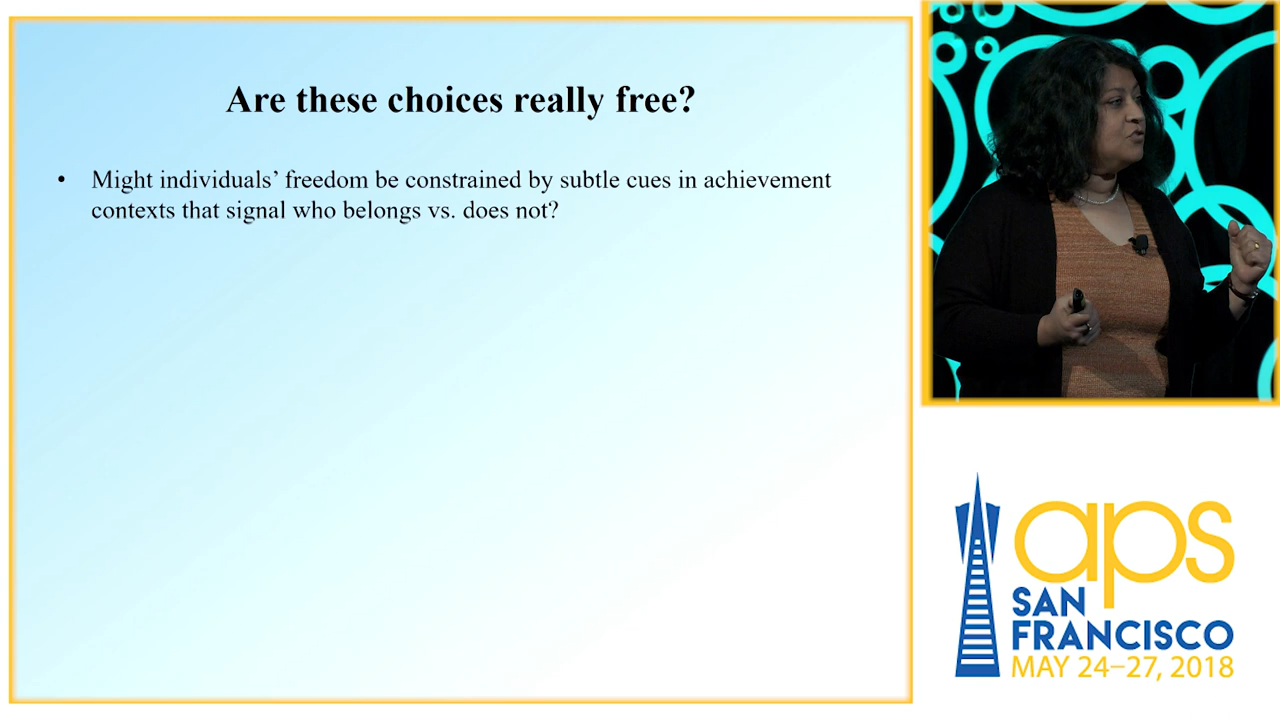 Are these choices really free?
• Might individuals’ freedom be constrained by subtle cues in achievement
contexts that signal who belongs vs. does not?
aps
SAN
FRANCISCO
MAY 24–27, 2018